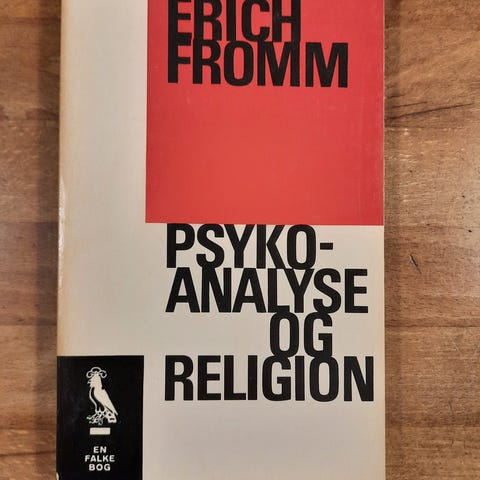 ERICH
FROMM
PSYKO-
ANALYSE
OG
RELIGION
EN
FALKE
BOG